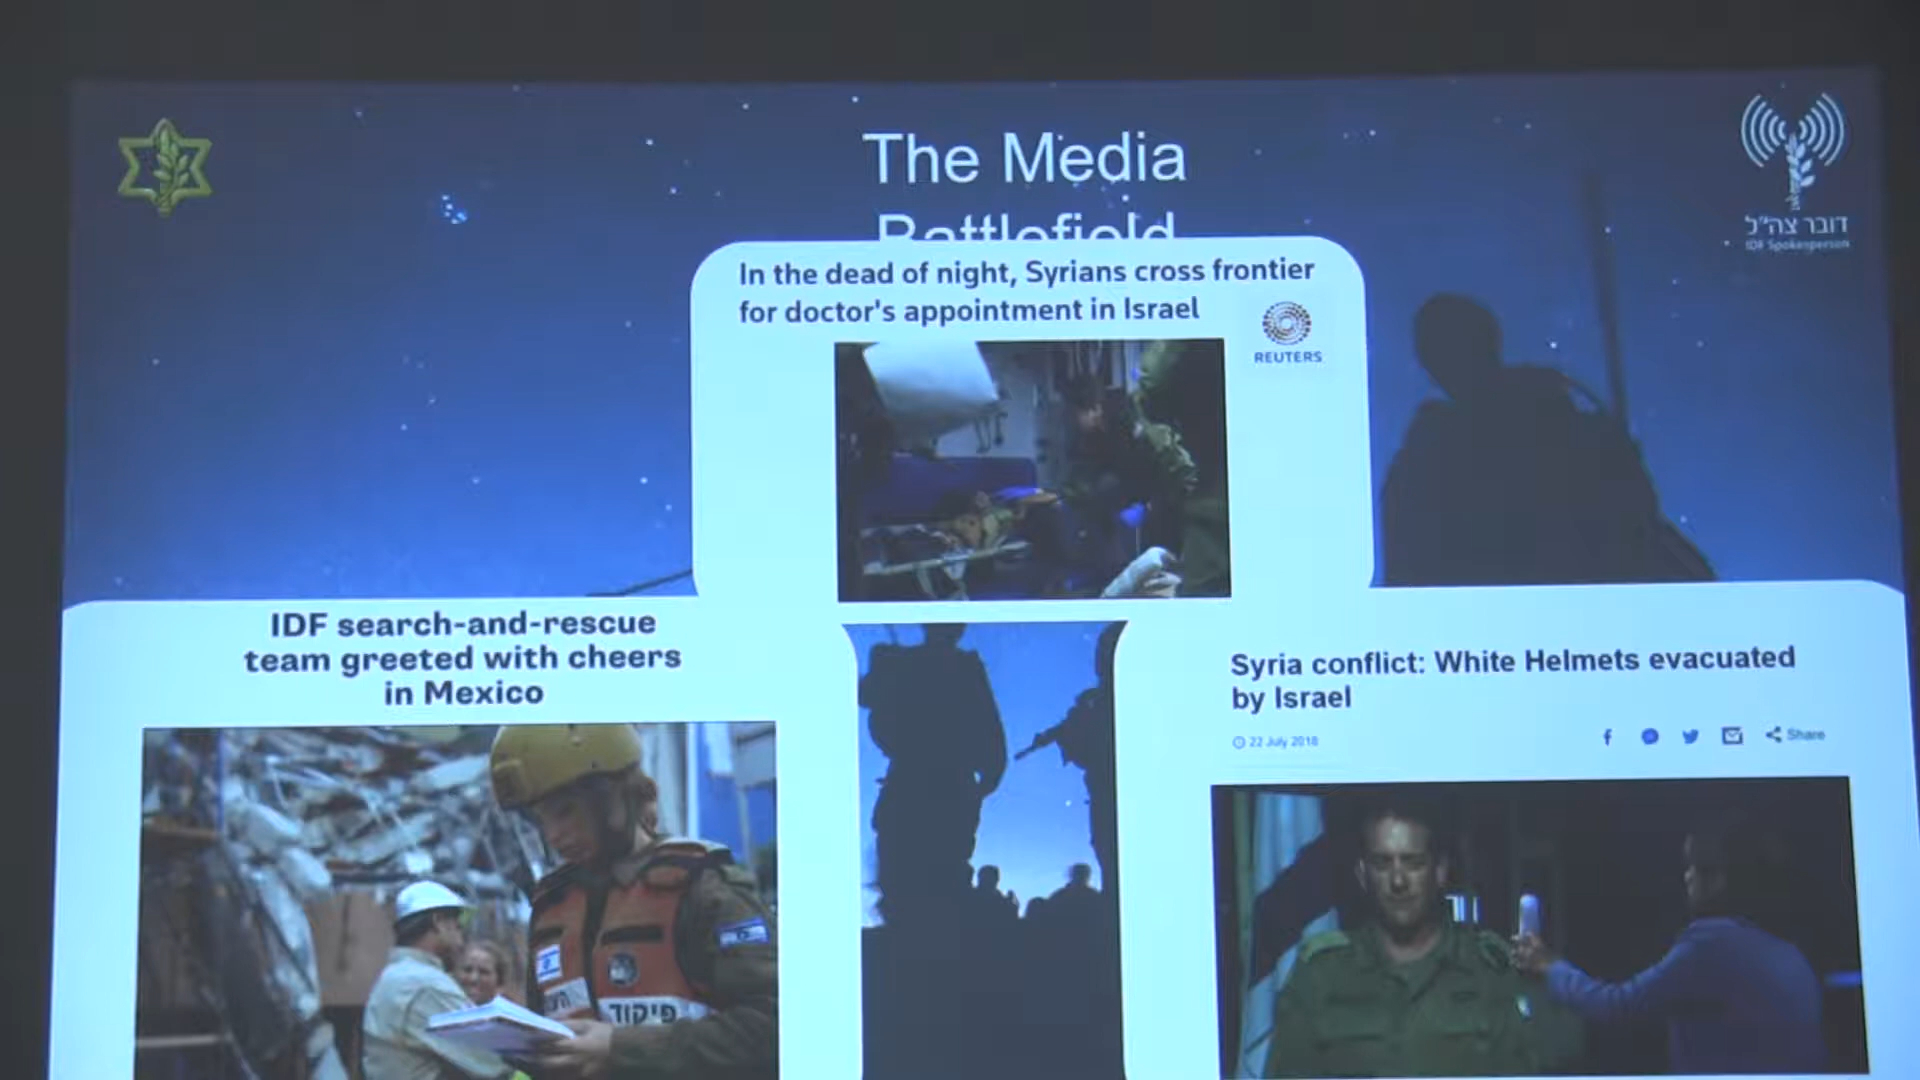 The Media
Battlefield
דובר צה"ל
IDF Spokesperson
In the dead of night, Syrians cross frontier
for doctor's appointment in Israel
REUTERS
IDF search-and-rescue
team greeted with cheers
in Mexico
Syria conflict: White Helmets evacuated
by Israel
22 July 2018
Share
פיקוד